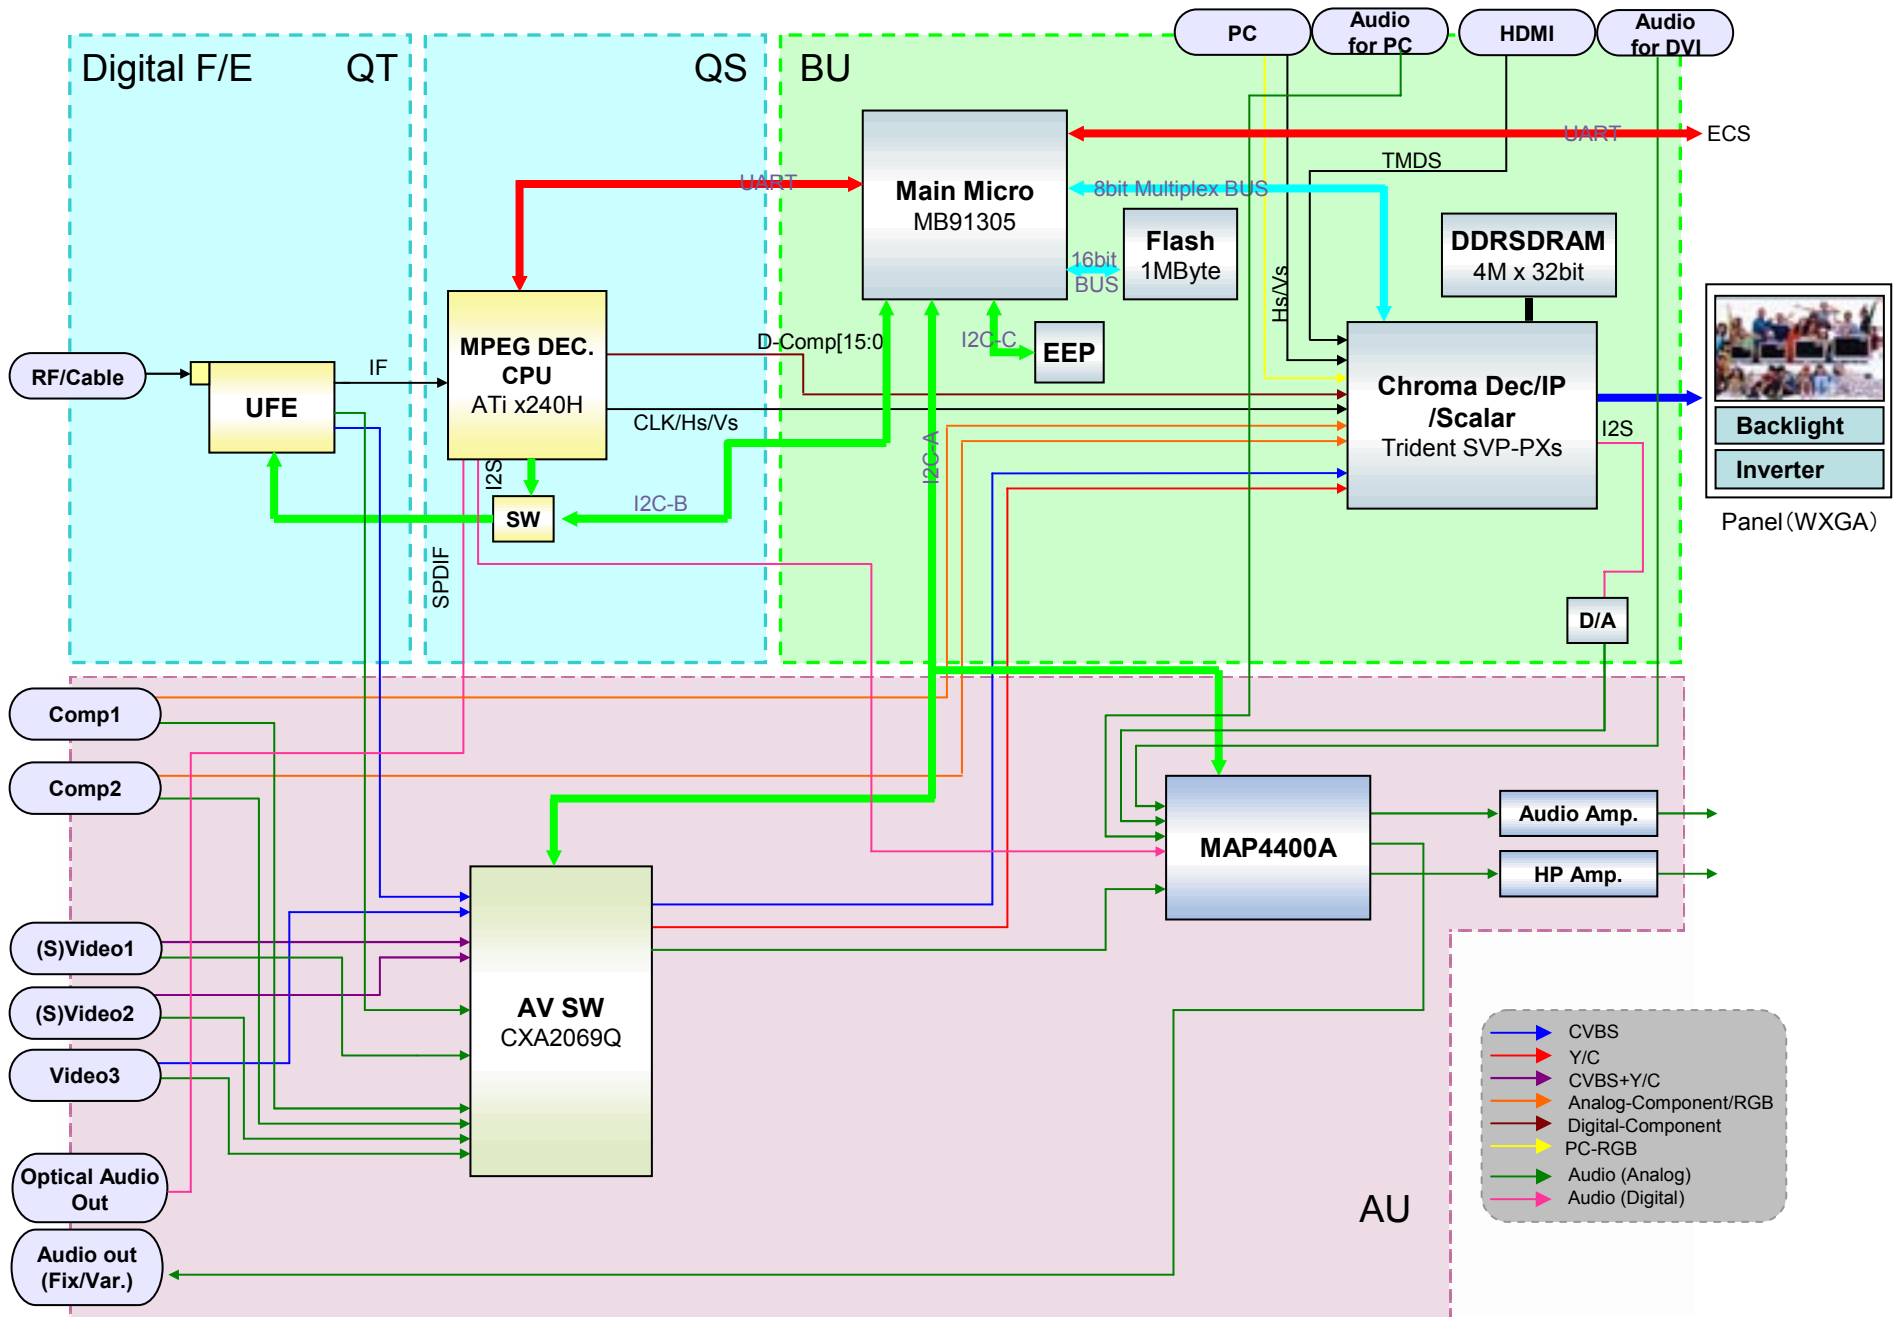 PC
Audio
for PC
HDMI
Audio
for DVI
Digital F/E
QT
QS
BU
UART
ECS
TMDS
UART
Main Micro
MB91305
8bit Multiplex BUS
Flash
1MByte
16bit
BUS
DDRSDRAM
4M x 32bit
Hs/Vs
MPEG DEC.
CPU
ATi x240H
D-Comp[15:0
I2C-C
EEP
RF/Cable
IF
UFE
CLK/Hs/Vs
Chroma Dec/IP
/Scalar
Trident SVP-PXs
I2S
Backlight
Inverter
Panel(WXGA)
I2S
I2C-A
SW
I2C-B
SPDIF
D/A
Comp1
Comp2
MAP4400A
Audio Amp.
HP Amp.
(S)Video1
(S)Video2
Video3
AV SW
CXA2069Q
Optical Audio
Out
Audio out
(Fix/Var.)
AU
CVBS
Y/C
CVBS+Y/C
Analog-Component/RGB
Digital-Component
PC-RGB
Audio (Analog)
Audio (Digital)